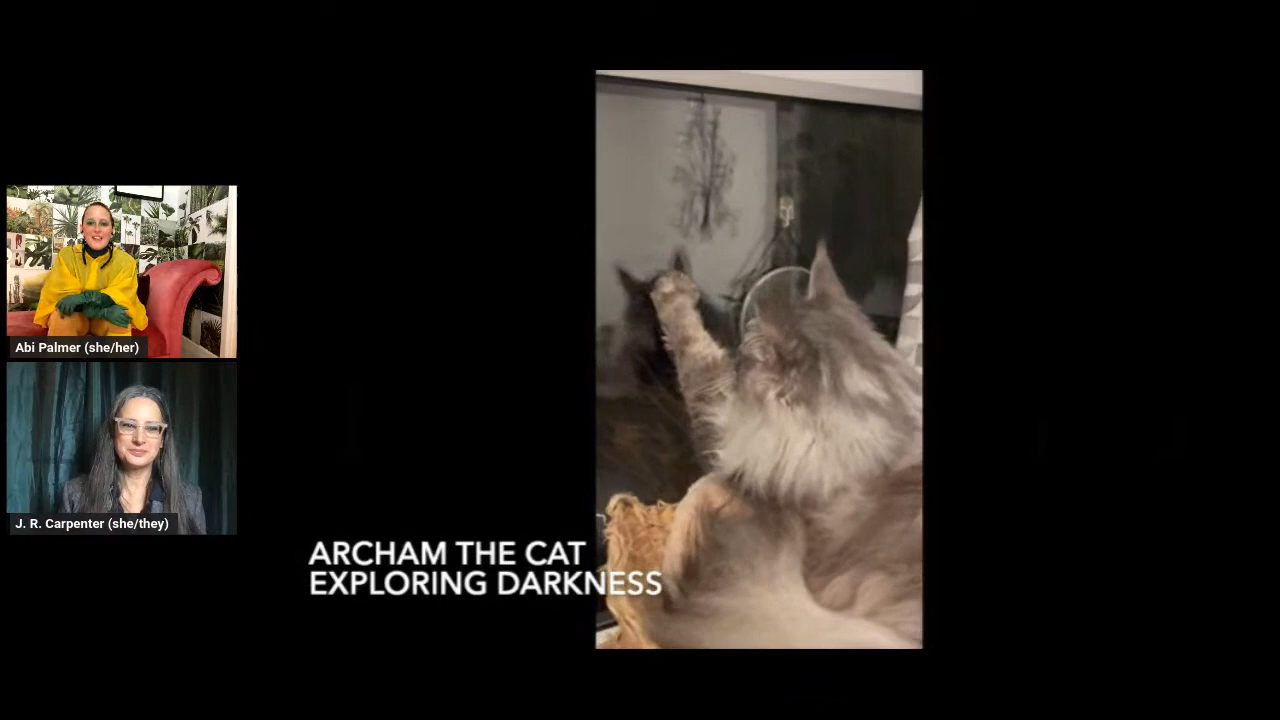 Abi Palmer (she/her)
J. R. Carpenter (she/they)
ARCHAM THE CAT
EXPLORING DARKNESS